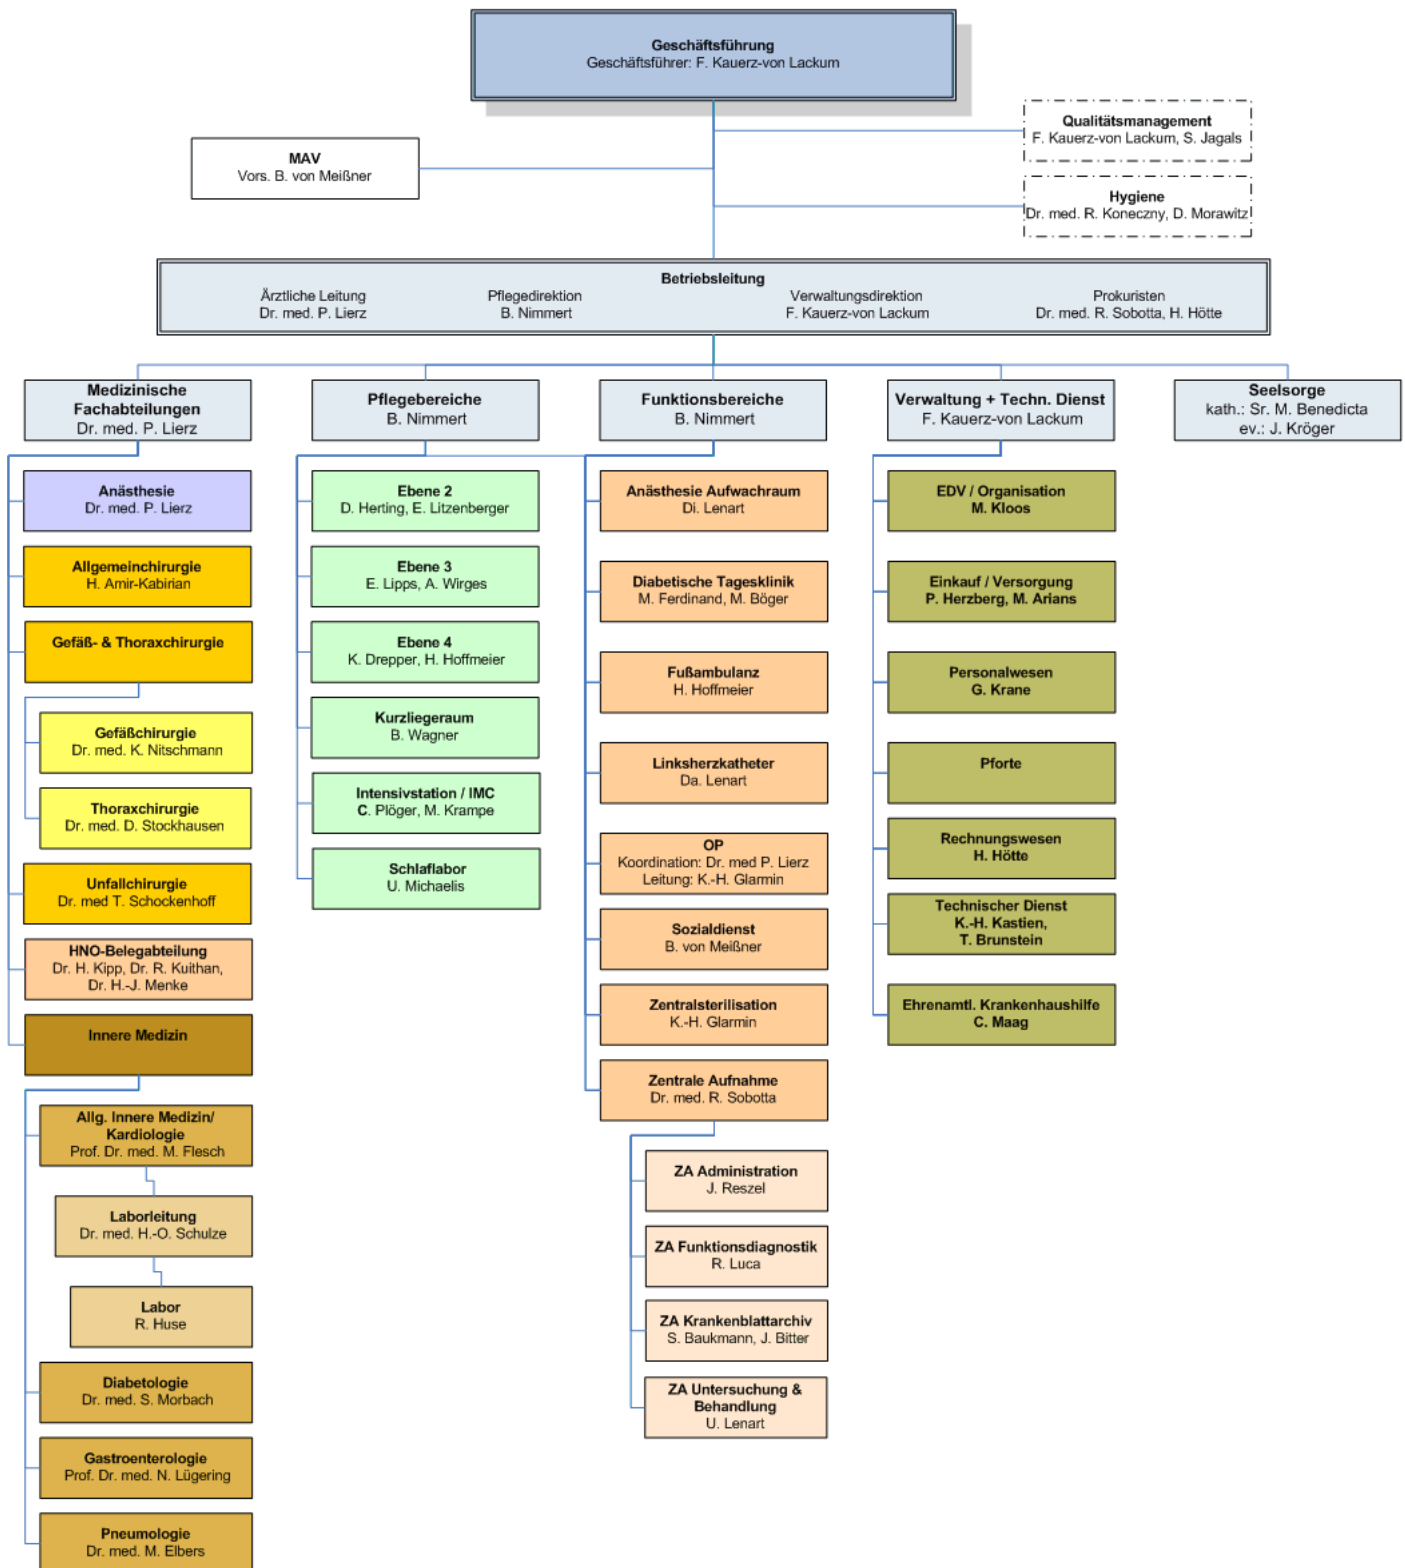 Geschäftsführung
Geschäftsführer: F. Kauerz-von Lackum
Qualitätsmanagement
F. Kauerz-von Lackum, S. Jagals
MAV
Vors. B. von Meißner
Hygiene
Dr. med. R. Koneczny, D. Morawitz
Betriebsleitung
Ärztliche Leitung
Dr. med. P. Lierz
Pflegedirektion
B. Nimmert
Verwaltungsdirektion
F. Kauerz-von Lackum
Prokuristen
Dr. med. R. Sobotta, H. Hötte
Medizinische
Fachabteilungen
Dr. med. P. Lierz
Pflegebereiche
B. Nimmert
Funktionsbereiche
B. Nimmert
Verwaltung + Techn. Dienst
F. Kauerz-von Lackum
Seelsorge
kath.: Sr. M. Benedicta
ev.: J. Kröger
Anästhesie
Dr. med. P. Lierz
Allgemeinchirurgie
H. Amir-Kabirian
Gefäß- & Thoraxchirurgie
Gefäßchirurgie
Dr. med. K. Nitschmann
Thoraxchirurgie
Dr. med. D. Stockhausen
Unfallchirurgie
Dr. med T. Schockenhoff
HNO-Belegabteilung
Dr. H. Kipp, Dr. R. Kuithan,
Dr. H.-J. Menke
Innere Medizin
Allg. Innere Medizin/
Kardiologie
Prof. Dr. med. M. Flesch
Laborleitung
Dr. med. H.-O. Schulze
Labor
R. Huse
Diabetologie
Dr. med. S. Morbach
Gastroenterologie
Prof. Dr. med. N. Lügering
Pneumologie
Dr. med. M. Elbers
Ebene 2
D. Herting, E. Litzenberger
Ebene 3
E. Lipps, A. Wirges
Ebene 4
K. Drepper, H. Hoffmeier
Kurzliegeraum
B. Wagner
Intensivstation / IMC
C. Plöger, M. Krampe
Schlaflabor
U. Michaelis
Anästhesie Aufwachraum
Di. Lenart
Diabetische Tagesklinik
M. Ferdinand, M. Böger
Fußambulanz
H. Hoffmeier
Linksherzkatheter
Da. Lenart
OP
Koordination: Dr. med P. Lierz
Leitung: K.-H. Glarmin
Sozialdienst
B. von Meißner
Zentralsterilisation
K.-H. Glarmin
Zentrale Aufnahme
Dr. med. R. Sobotta
ZA Administration
J. Reszel
ZA Funktionsdiagnostik
R. Luca
ZA Krankenblattarchiv
S. Baukmann, J. Bitter
ZA Untersuchung &
Behandlung
U. Lenart
EDV / Organisation
M. Kloos
Einkauf / Versorgung
P. Herzberg, M. Arians
Personalwesen
G. Krane
Pforte
Rechnungswesen
H. Hötte
Technischer Dienst
K.-H. Kastien,
T. Brunstein
Ehrenamtl. Krankenhaushilfe
C. Maag